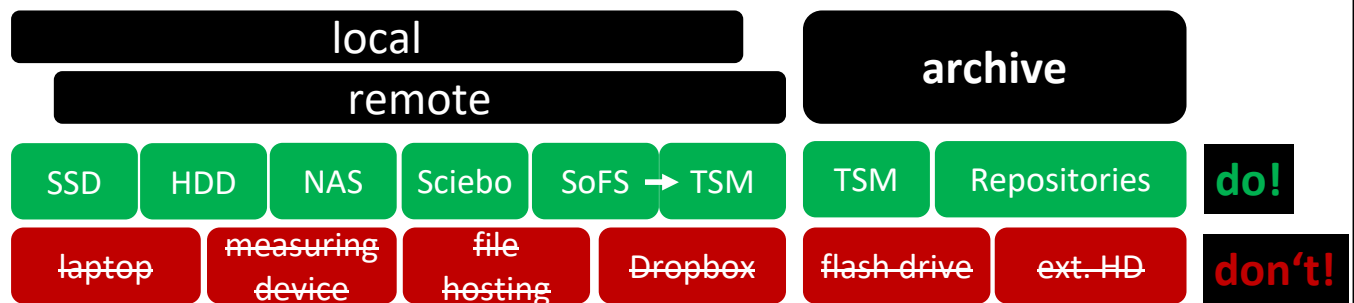 local
archive
remote
SSD HDD NAS Sciebo SoFS → TSM TSM Repositories do!
laptop measuring device file hosting Dropbox flash drive ext. HD don‘t!